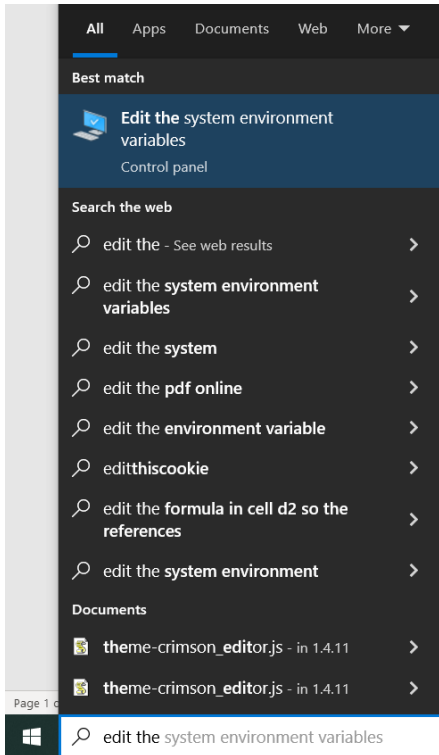 All Apps Documents Web More
Best match
Edit the system environment
variables
Control panel
Search the web
edit the - See web results
edit the system environment
variables
edit the system
edit the pdf online
edit the environment variable
editthiscookie
edit the formula in cell d2 so the
references
edit the system environment
Documents
theme-crimson_editor.js - in 1.4.11
theme-crimson_editor.js - in 1.4.11
Page 1
edit the system environment variables